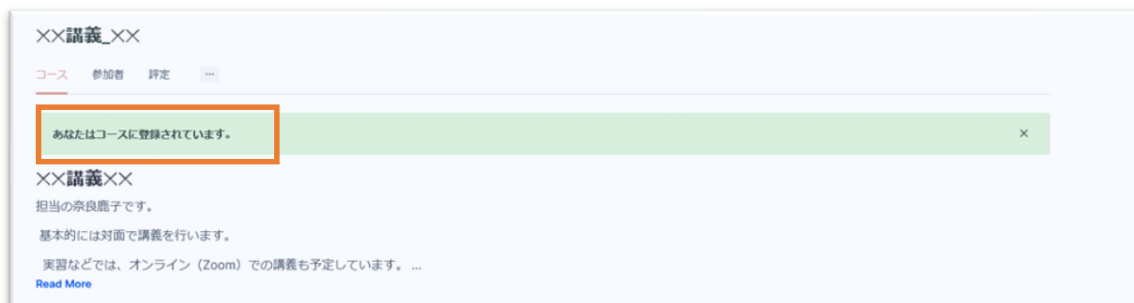 ××講義_××
コース 参加者 評定 …
あなたはコースに登録されています。 ×
××講義××
担当の奈良鹿子です。
基本的には対面で講義を行います。
実習などでは、オンライン（Zoom）での講義も予定しています。 ...
Read More